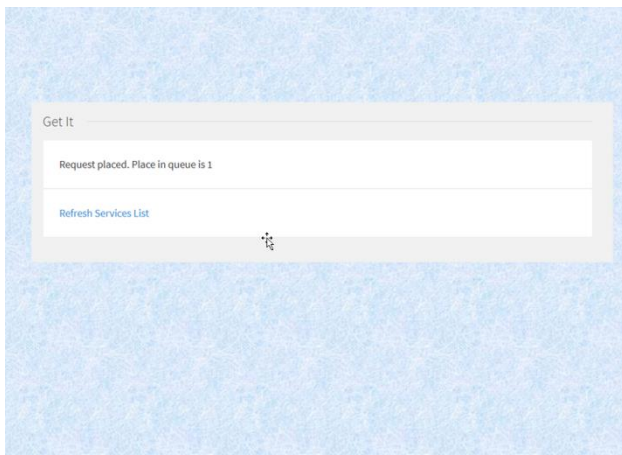 Get It
Request placed. Place in queue is 1
Refresh Services List